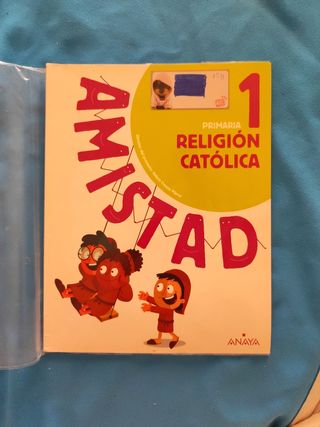 1
PRIMARIA
RELIGIÓN
CATÓLICA
AMISTAD
ANAYA